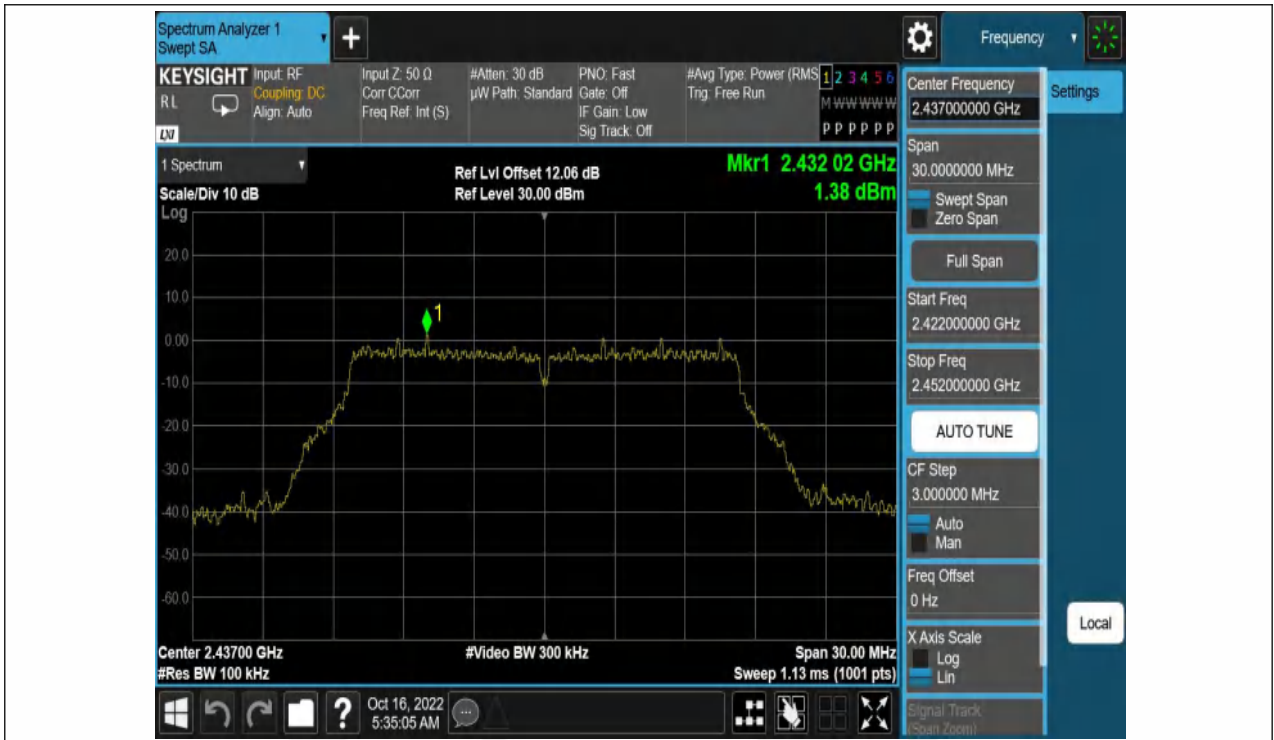 Spectrum Analyzer 1
Swept SA
+
Frequency
KEYSIGHT
RL
LXI
Input: RF
Coupling: DC
Align: Auto
Input Z: 50 Ω
Corr CCorr
Freq Ref: Int (S)
#Atten: 30 dB
µW Path: Standard
PNO: Fast
Gate: Off
IF Gain: Low
Sig Track: Off
#Avg Type: Power (RMS
Trig: Free Run
1 2 3 4 5 6
M W W W W W
P P P P P P
1 Spectrum
Scale/Div 10 dB
Log
Ref Lvl Offset 12.06 dB
Ref Level 30.00 dBm
Mkr1 2.432 02 GHz
1.38 dBm
1
20.0
10.0
0.00
-10.0
-20.0
-30.0
-40.0
-50.0
-60.0
Center 2.43700 GHz
#Res BW 100 kHz
#Video BW 300 kHz
Span 30.00 MHz
Sweep 1.13 ms (1001 pts)
Center Frequency
2.437000000 GHz
Settings
Span
30.0000000 MHz
Swept Span
Zero Span
Full Span
Start Freq
2.422000000 GHz
Stop Freq
2.452000000 GHz
AUTO TUNE
CF Step
3.000000 MHz
Auto
Man
Freq Offset
0 Hz
Local
X Axis Scale
Log
Lin
Signal Track
(Span Zoom)
?
Oct 16, 2022
5:35:05 AM